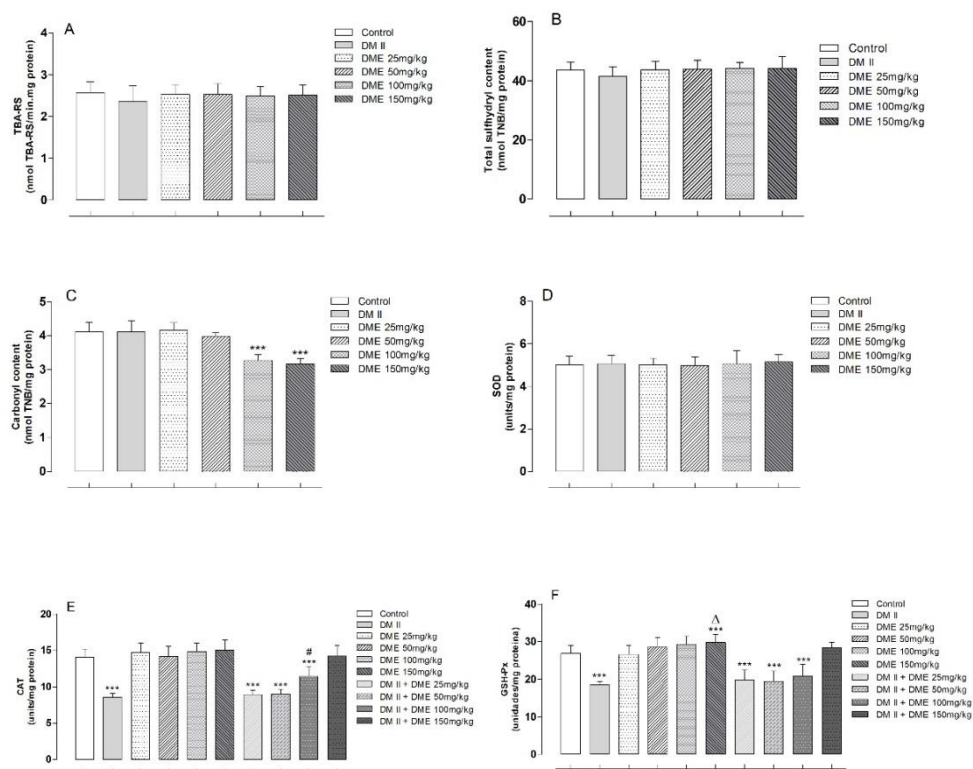 A
TBA-RS
(nmol TBA-RS/min.mg protein)
4
3
2
1
0
Control
DM II
DME 25mg/kg
DME 50mg/kg
DME 100mg/kg
DME 150mg/kg
B
Total sulfhydryl content
(nmol TNB/mg protein)
60
40
20
0
Control
DM II
DME 25mg/kg
DME 50mg/kg
DME 100mg/kg
DME 150mg/kg
C
Carbonyl content
(nmol TNB/mg protein)
5
4
3
2
1
0
*** ***
Control
DM II
DME 25mg/kg
DME 50mg/kg
DME 100mg/kg
DME 150mg/kg
D
SOD
(units/mg protein)
8
6
4
2
0
Control
DM II
DME 25mg/kg
DME 50mg/kg
DME 100mg/kg
DME 150mg/kg
E
CAT
(units/mg protein)
20
15
10
5
0
#
*** *** *** ***
Control
DM II
DME 25mg/kg
DME 50mg/kg
DME 100mg/kg
DME 150mg/kg
DM II + DME 25mg/kg
DM II + DME 50mg/kg
DM II + DME 100mg/kg
DM II + DME 150mg/kg
F
GSH-Px
(unidades/mg proteina)
40
30
20
10
0
Δ
*** *** *** *** ***
Control
DM II
DME 25mg/kg
DME 50mg/kg
DME 100mg/kg
DME 150mg/kg
DM II + DME 25mg/kg
DM II + DME 50mg/kg
DM II + DME 100mg/kg
DM II + DME 150mg/kg